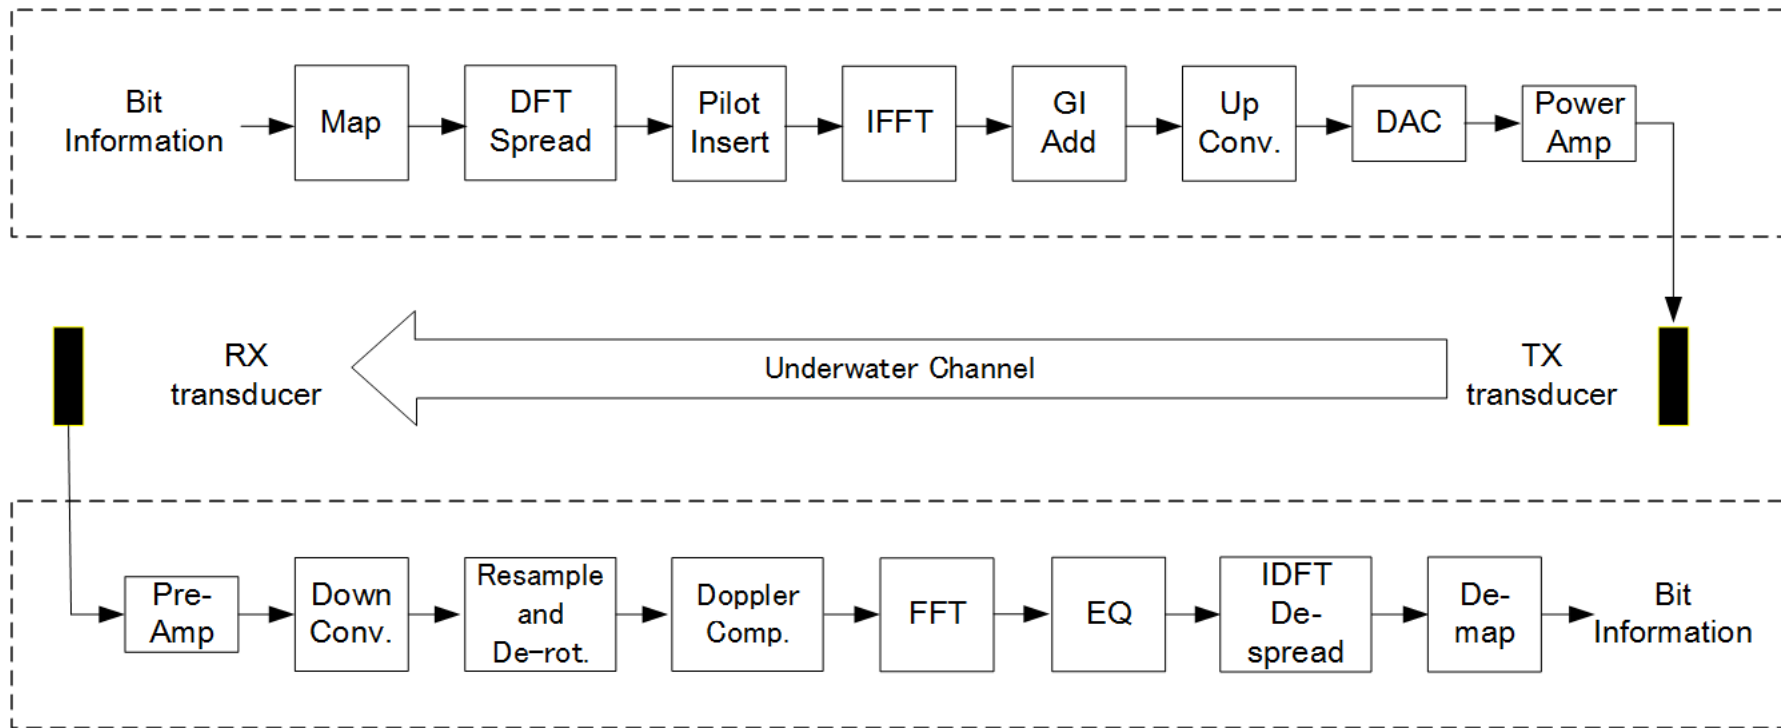 Bit
Information
Map
DFT
Spread
Pilot
Insert
IFFT
GI
Add
Up
Conv.
DAC
Power
Amp
RX
transducer
Underwater Channel
TX
transducer
Pre-
Amp
Down
Conv.
Resample
and
De-rot.
Doppler
Comp.
FFT
EQ
IDFT
De-
spread
De-
map
Bit
Information